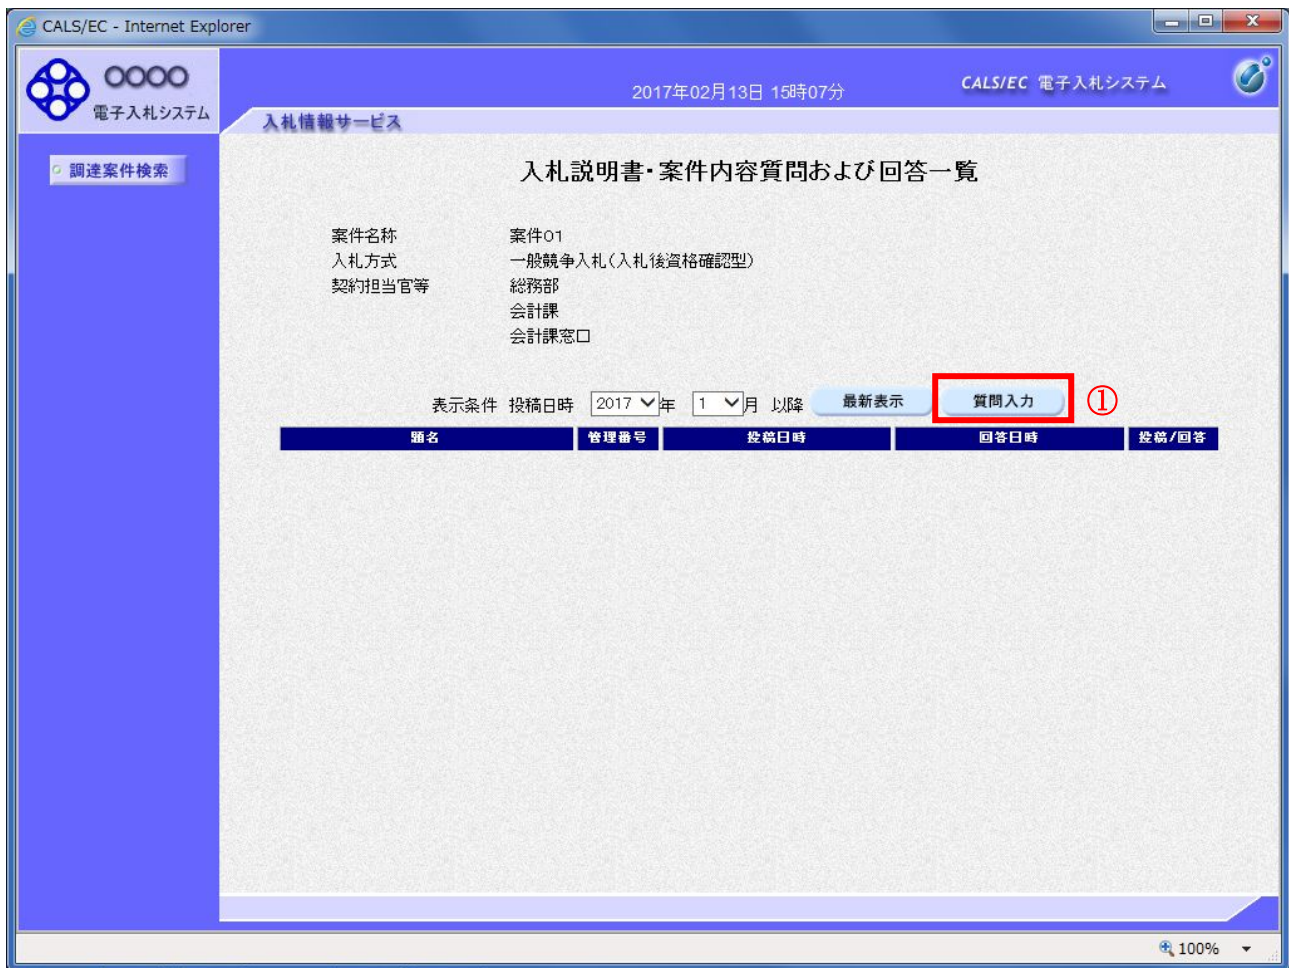 CALS/EC - Internet Explorer
OOOO
電子入札システム
2017年02月13日 15時07分
CALS/EC 電子入札システム
入札情報サービス
調達案件検索
入札説明書・案件内容質問および回答一覧
案件名称 案件01
入札方式 一般競争入札(入札後資格確認型)
契約担当官等 総務部
会計課
会計課窓口
表示条件 投稿日時 2017 年 1 月 以降 最新表示 質問入力 ①
題名 管理番号 投稿日時 回答日時 投稿/回答
100%